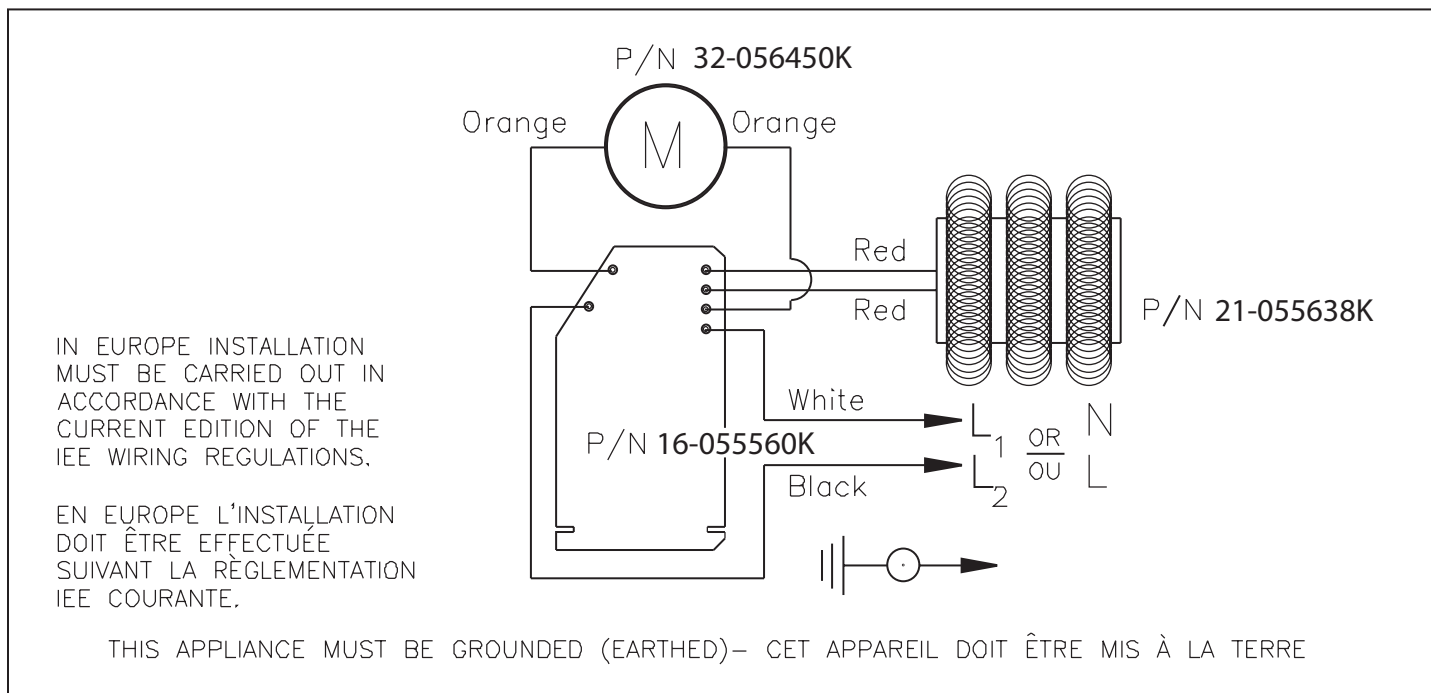 P/N 32-056450K
Orange
M
Orange
Red
Red
P/N 21-055638K
IN EUROPE INSTALLATION
MUST BE CARRIED OUT IN
ACCORDANCE WITH THE
CURRENT EDITION OF THE
IEE WIRING REGULATIONS.
White
L1 OR N
P/N 16-055560K
L2 OU L
Black
EN EUROPE L'INSTALLATION
DOIT ÊTRE EFFECTUÉE
SUIVANT LA RÈGLEMENTATION
IEE COURANTE.
THIS APPLIANCE MUST BE GROUNDED (EARTHED)– CET APPAREIL DOIT ÊTRE MIS À LA TERRE